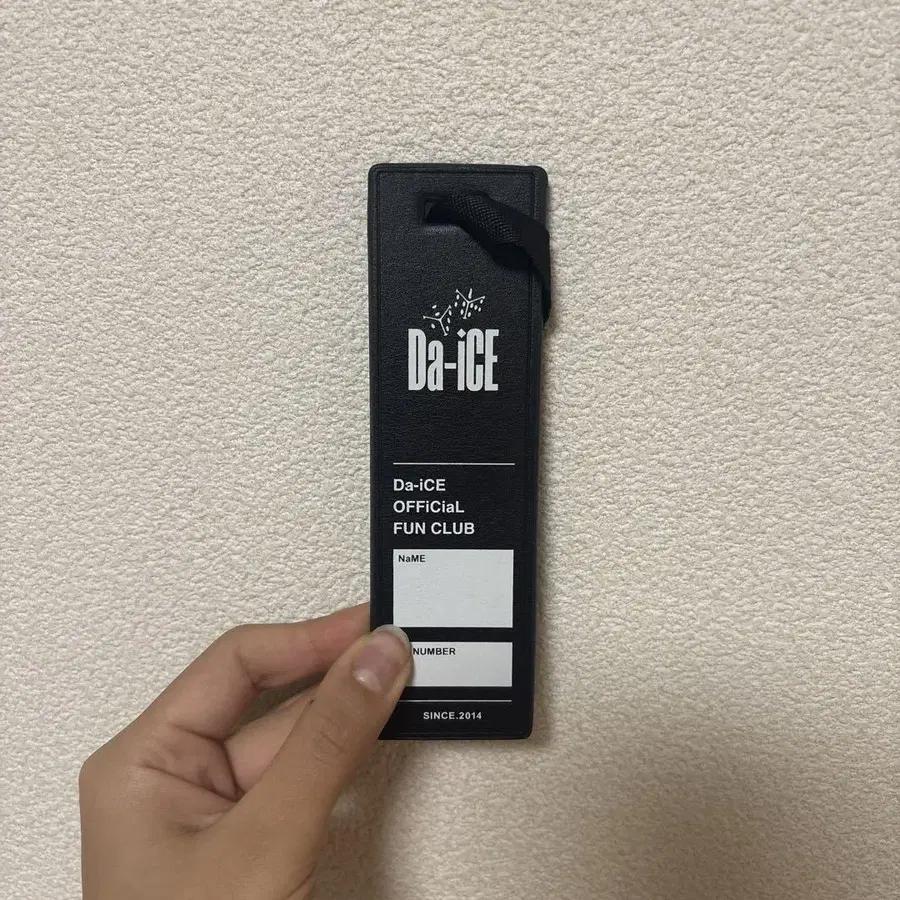 Da-iCE
Da-iCE
OFFiCiaL
FUN CLUB
NaME
NUMBER
SINCE.2014